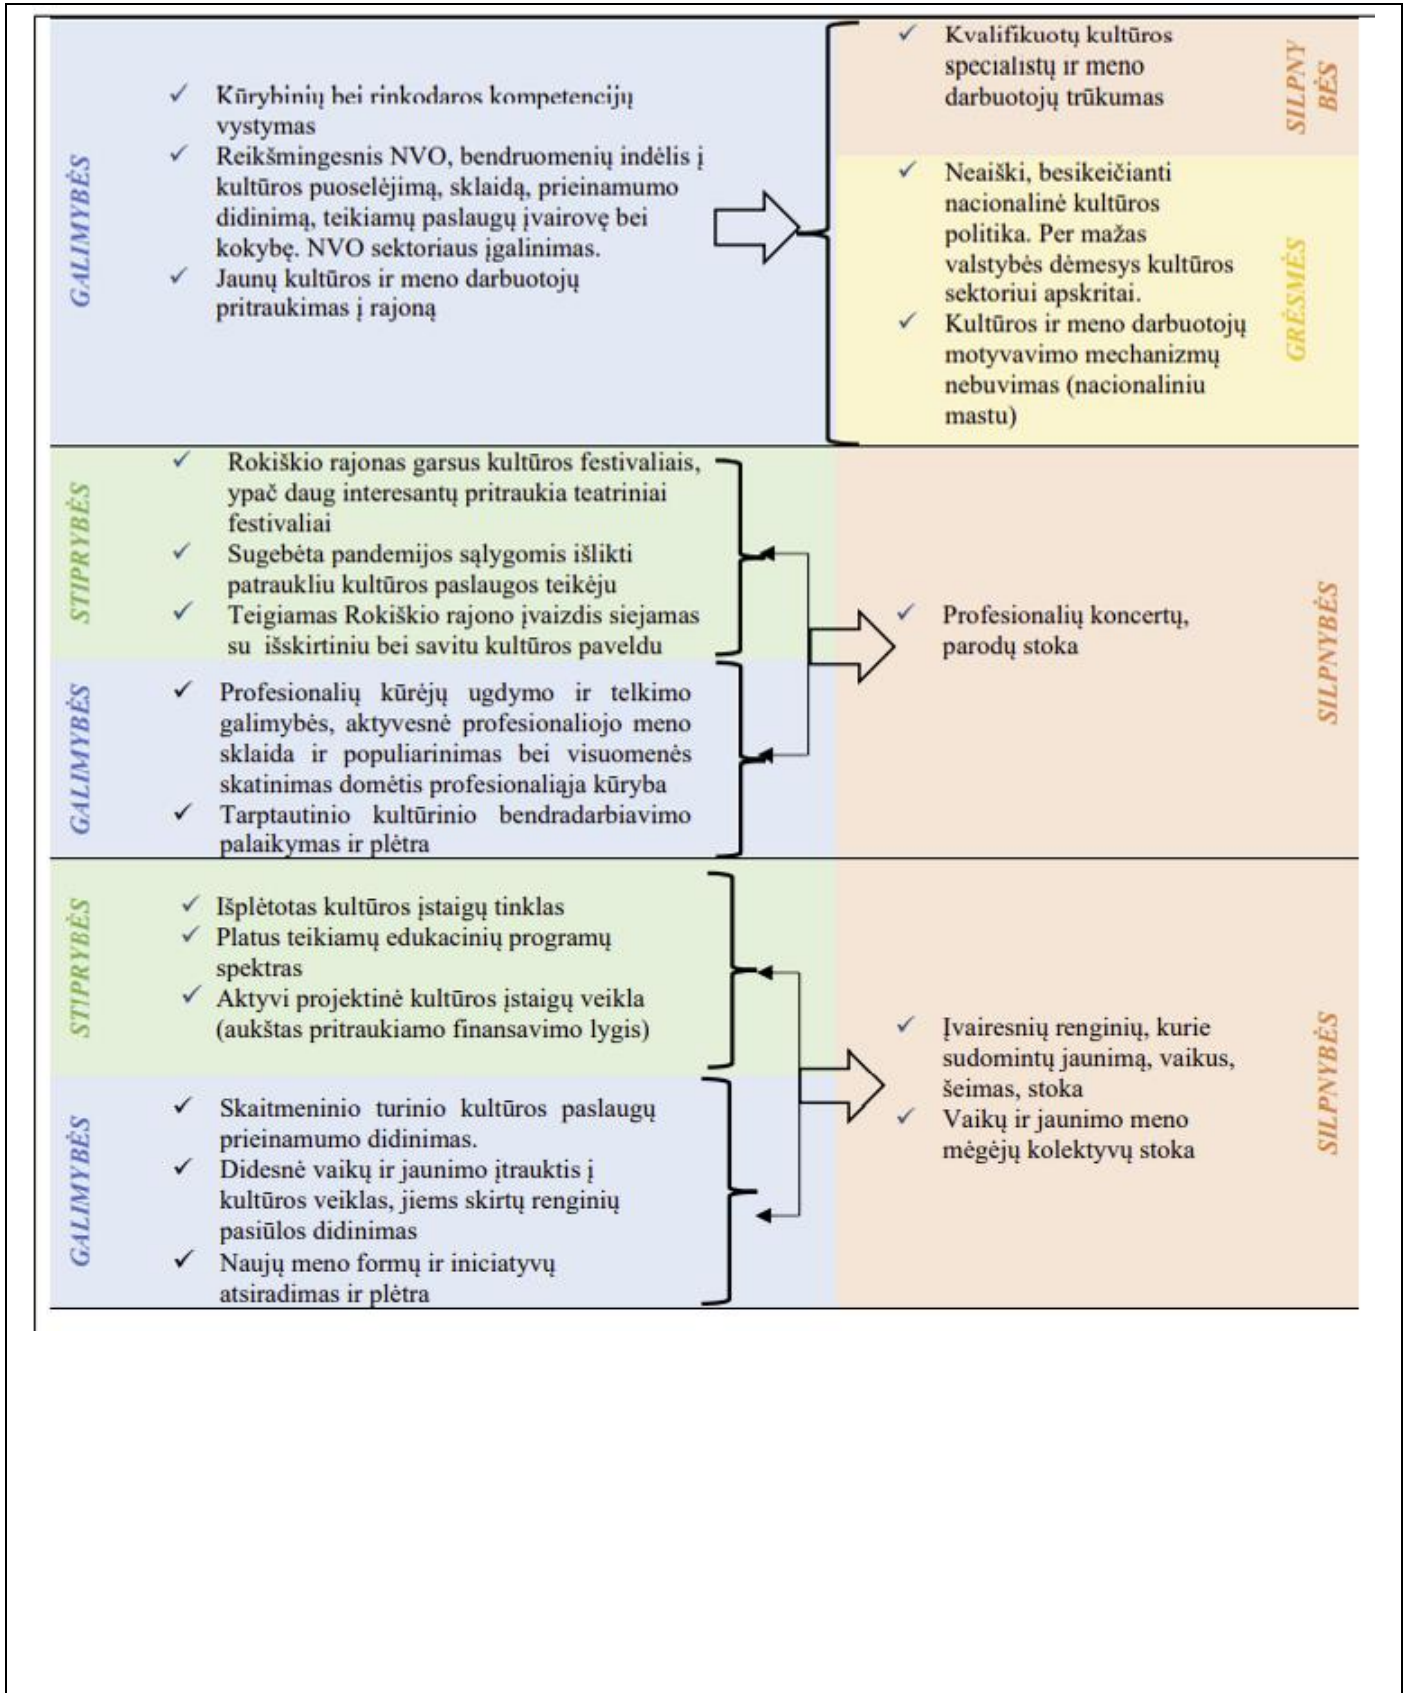 GALIMYBĖS
Kūrybinių bei rinkodaros kompetencijų
vystymas
Reikšmingesnis NVO, bendruomenių indėlis į
kultūros puoselėjimą, sklaidą, prieinamumo
didinimą, teikiamų paslaugų įvairovę bei
kokybę. NVO sektoriaus įgalinimas.
Jaunų kultūros ir meno darbuotojų
pritraukimas į rajoną
Kvalifikuotų kultūros
specialistų ir meno
darbuotojų trūkumas
SILPNY
BĖS
Neaiški, besikeičianti
nacionalinė kultūros
politika. Per mažas
valstybės dėmesys kultūros
sektoriui apskritai.
Kultūros ir meno darbuotojų
motyvavimo mechanizmų
nebuvimas (nacionaliniu
mastu)
GRĖSMĖS
STIPRYBĖS
Rokiškio rajonas garsus kultūros festivaliais,
ypač daug interesantų pritraukia teatriniai
festivaliai
Sugebėta pandemijos sąlygomis išlikti
patraukliu kultūros paslaugos teikėju
Teigiamas Rokiškio rajono įvaizdis siejamas
su išskirtiniu bei savitu kultūros paveldu
GALIMYBĖS
Profesionalių kūrėjų ugdymo ir telkimo
galimybės, aktyvesnė profesionaliojo meno
sklaida ir populiarinimas bei visuomenės
skatinimas domėtis profesionaliąja kūryba
Tarptautinio kultūrinio bendradarbiavimo
palaikymas ir plėtra
Profesionalių koncertų,
parodų stoka
SILPNYBĖS
STIPRYBĖS
Išplėtotas kultūros įstaigų tinklas
Platus teikiamų edukacinių programų
spektras
Aktyvi projektinė kultūros įstaigų veikla
(aukštas pritraukiamo finansavimo lygis)
GALIMYBĖS
Skaitmeninio turinio kultūros paslaugų
prieinamumo didinimas.
Didesnė vaikų ir jaunimo įtrauktis į
kultūros veiklas, jiems skirtų renginių
pasiūlos didinimas
Naujų meno formų ir iniciatyvų
atsiradimas ir plėtra
Įvairesnių renginių, kurie
sudomintų jaunimą, vaikus,
šeimas, stoka
Vaikų ir jaunimo meno
mėgėjų kolektyvų stoka
SILPNYBĖS